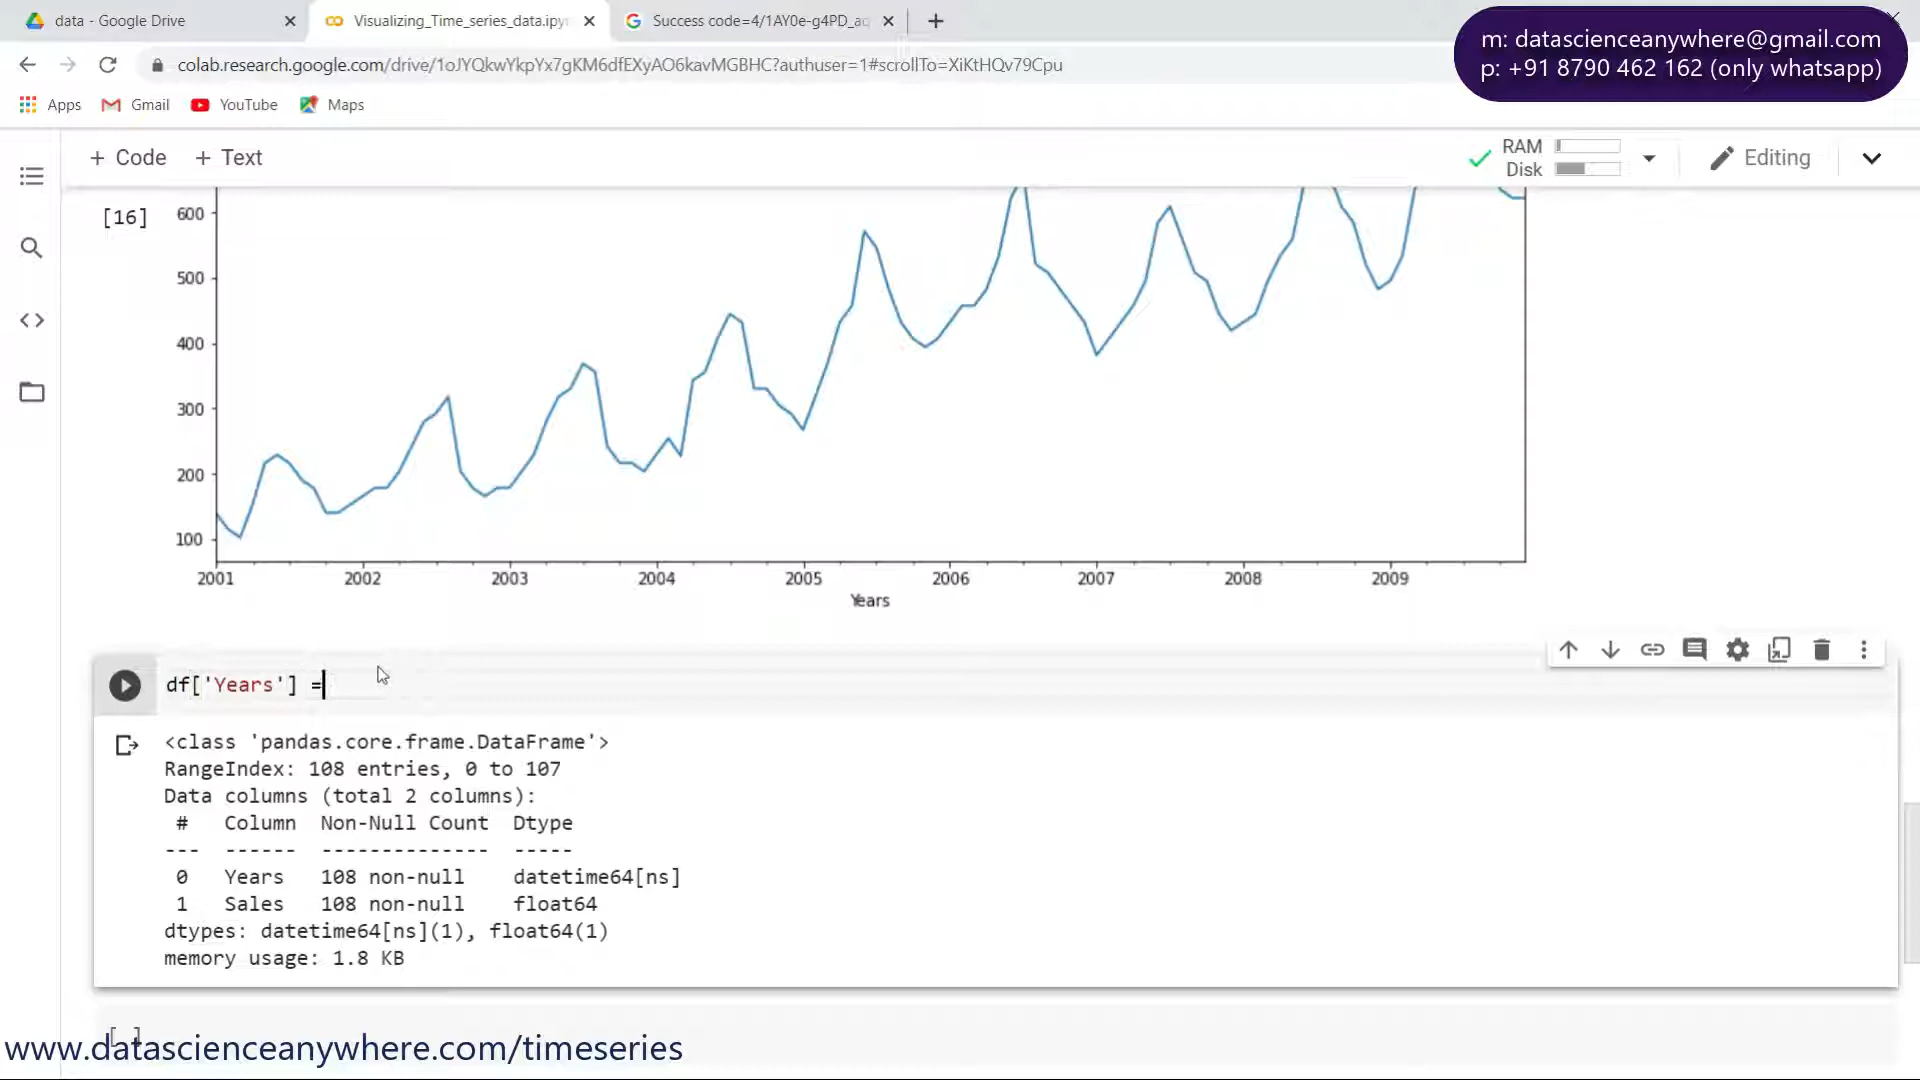 data - Google Drive
Visualizing_Time_series_data.ipy
Success code=4/1AY0e-g4PD_aq
m: datascienceanywhere@gmail.com
p: +91 8790 462 162 (only whatsapp)
colab.research.google.com/drive/1oJYQkwYkpYx7gKM6dfEXyAO6kavMGBHC?authuser=1#scrollTo=XiKtHQv79Cpu
Apps Gmail YouTube Maps
+ Code + Text
RAM
Disk
Editing
[16]
600
500
400
300
200
100
2001 2002 2003 2004 2005 2006 2007 2008 2009
Years
df['Years'] =
<class 'pandas.core.frame.DataFrame'>
RangeIndex: 108 entries, 0 to 107
Data columns (total 2 columns):
# Column Non-Null Count Dtype
--- ------ -------------- -----
0 Years 108 non-null datetime64[ns]
1 Sales 108 non-null float64
dtypes: datetime64[ns](1), float64(1)
memory usage: 1.8 KB
[ ]
www.datascienceanywhere.com/timeseries